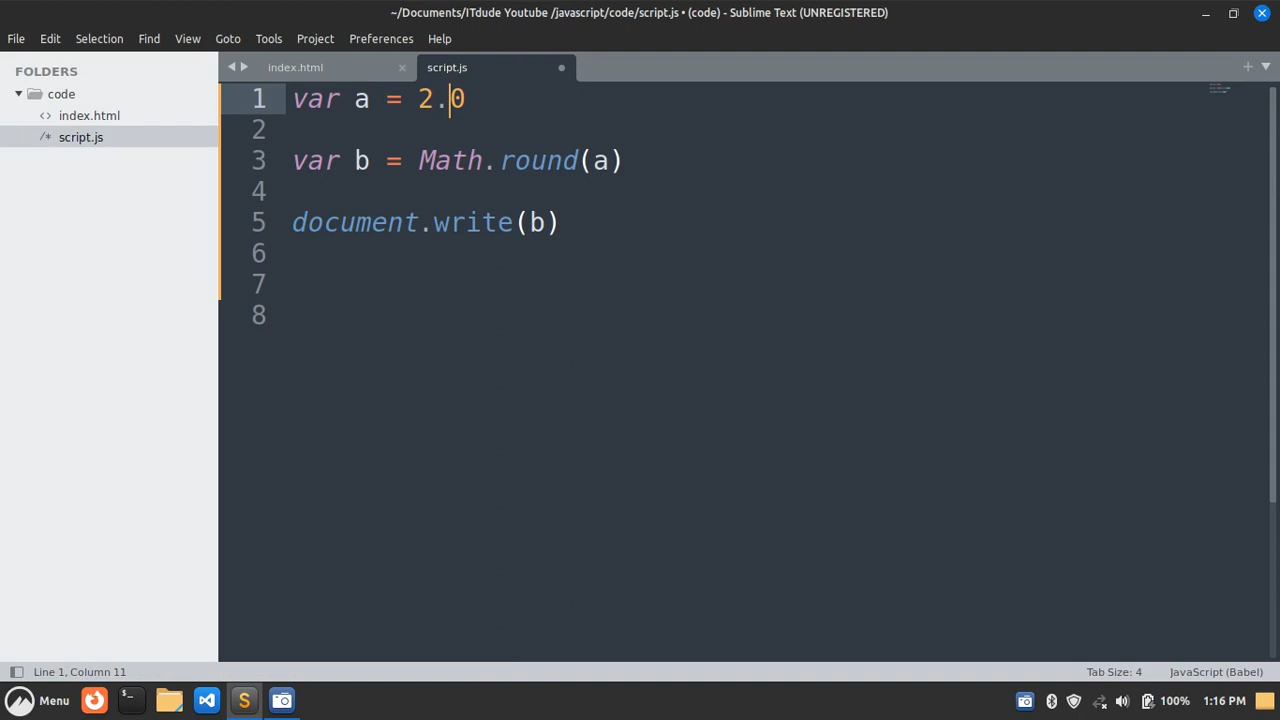 ~/Documents/ITdude Youtube /javascript/code/script.js • (code) - Sublime Text (UNREGISTERED)
File Edit Selection Find View Goto Tools Project Preferences Help
FOLDERS
code
index.html
script.js
index.html
script.js
1 var a = 2.0
2
3 var b = Math.round(a)
4
5 document.write(b)
6
7
8
Line 1, Column 11
Tab Size: 4
JavaScript (Babel)
Menu
100%
1:16 PM